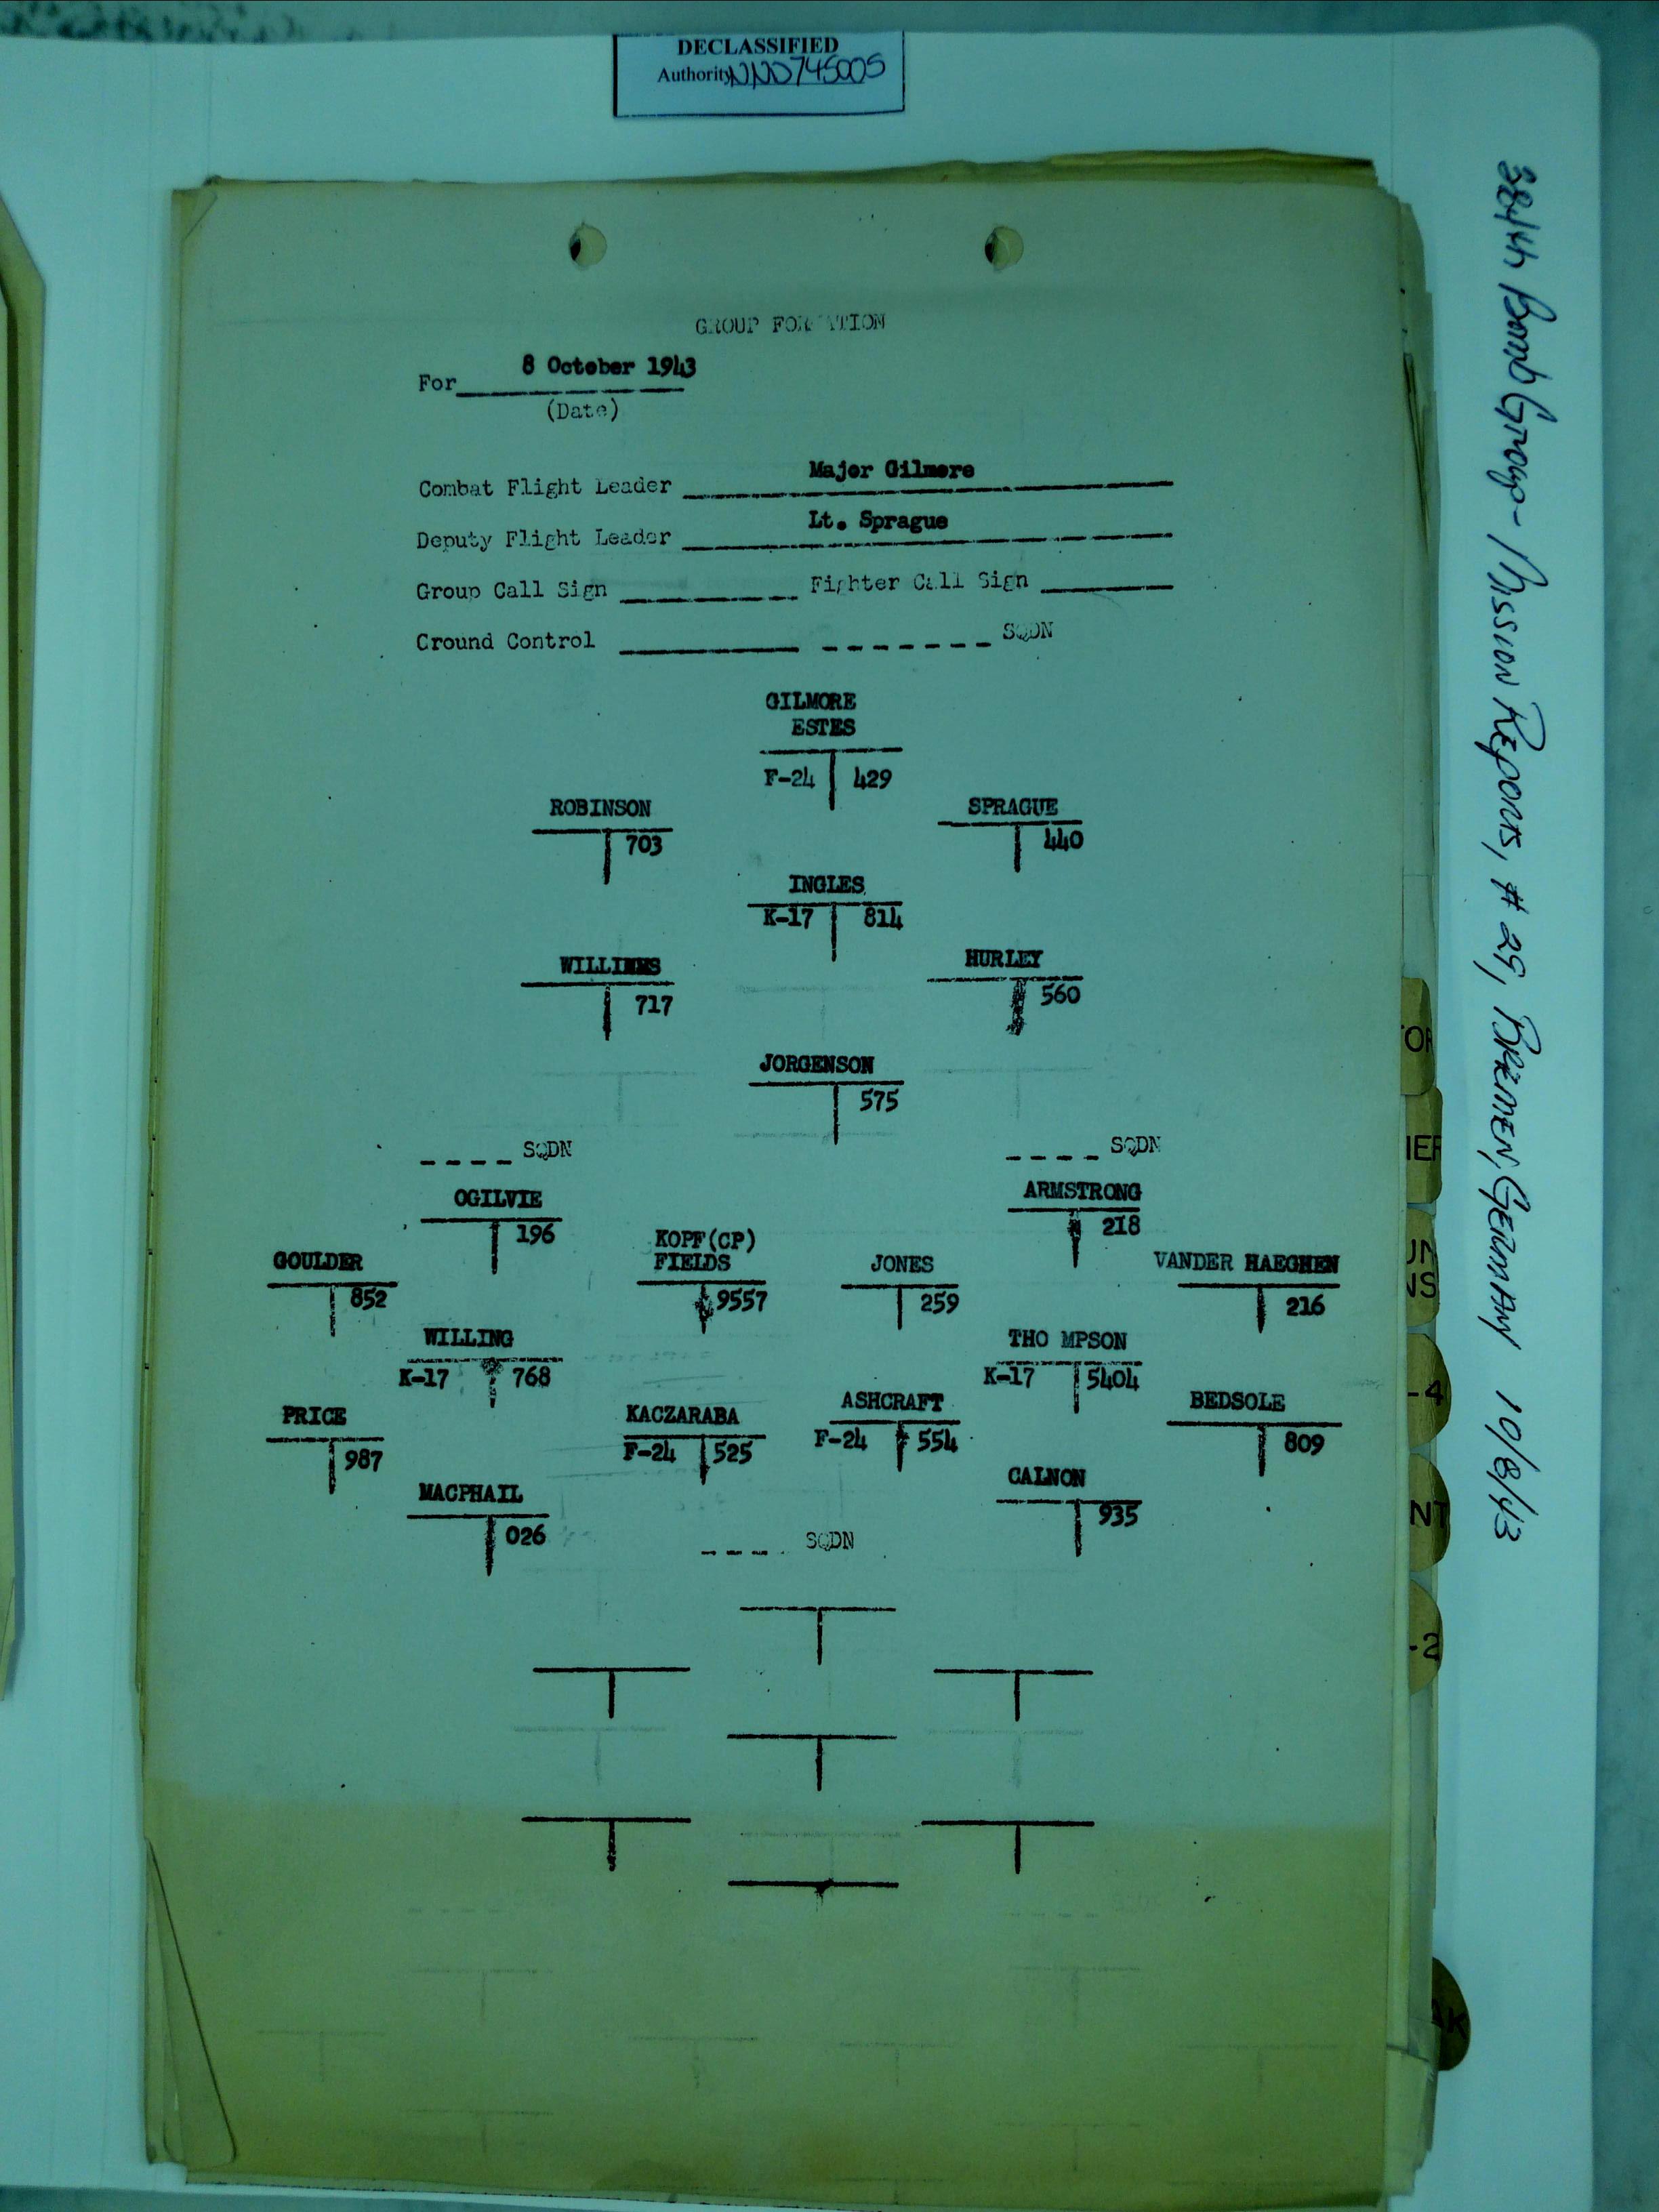 DECLASSIFIED
Authority NND745005
GROUP FOR ATION
For 8 October 1943
(Date)
Combat Flight Leader Major Gilmore
Deputy Flight Leader Lt. Sprague
Group Call Sign Fighter Call Sign
Ground Control SQDN
GILMORE
ESTES
F-24 429
ROBINSON
703
SPRAGUE
440
INGLES
K-17 814
717
HURLEY
560
JORGENSON
575
SQDN
OGILVIE
196
GOULDER
852
KOPF(CP)
FIELDS
9557
WILLING
K-17 768
PRICE
987
KACZARABA
F-24 525
MACPHAIL
026
SQDN
ARMSTRONG
218
JONES
259
VANDER HAEGHEN
216
THO MPSON
K-17 5404
ASHCRAFT
F-24 554
BEDSOLE
809
CALNON
935
SQDN
384th Bomb Group - Mission Reports, # 25, Bremen, Germany 10/8/43